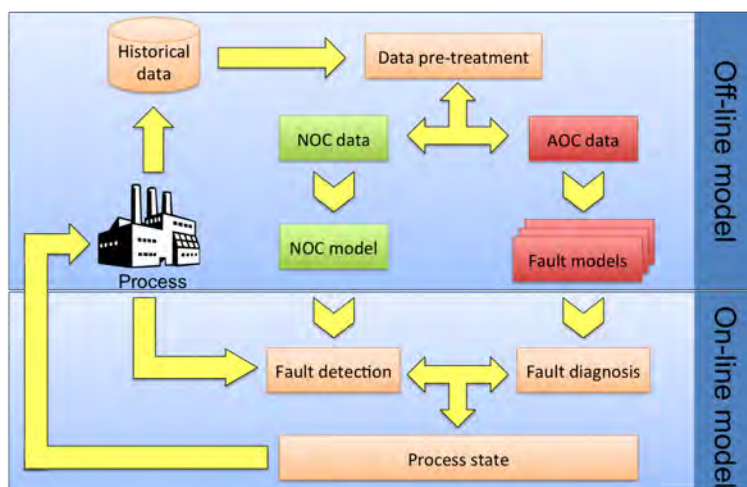 Historical
data
Data pre-treatment
NOC data
AOC data
NOC model
Fault models
Process
Off-line model
Fault detection
Fault diagnosis
Process state
On-line model